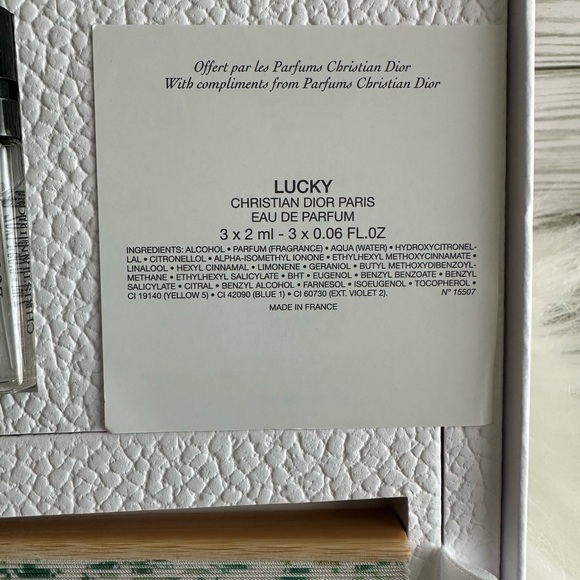 Offert par les Parfums Christian Dior
With compliments from Parfums Christian Dior
LUCKY
CHRISTIAN DIOR PARIS
EAU DE PARFUM
3 x 2 ml - 3 x 0.06 FL.OZ
INGREDIENTS: ALCOHOL • PARFUM (FRAGRANCE) • AQUA (WATER) • HYDROXYCITRONEL-
LAL • CITRONELLOL • ALPHA-ISOMETHYL IONONE • ETHYLHEXYL METHOXYCINNAMATE •
LINALOOL • HEXYL CINNAMAL • LIMONENE • GERANIOL • BUTYL METHOXYDIBENZOYL-
METHANE • ETHYLHEXYL SALICYLATE • BHT • EUGENOL • BENZYL BENZOATE • BENZYL
SALICYLATE • CITRAL • BENZYL ALCOHOL • FARNESOL • ISOEUGENOL • TOCOPHEROL •
CI 19140 (YELLOW 5) • CI 42090 (BLUE 1) • CI 60730 (EXT. VIOLET 2). N° 15507
MADE IN FRANCE